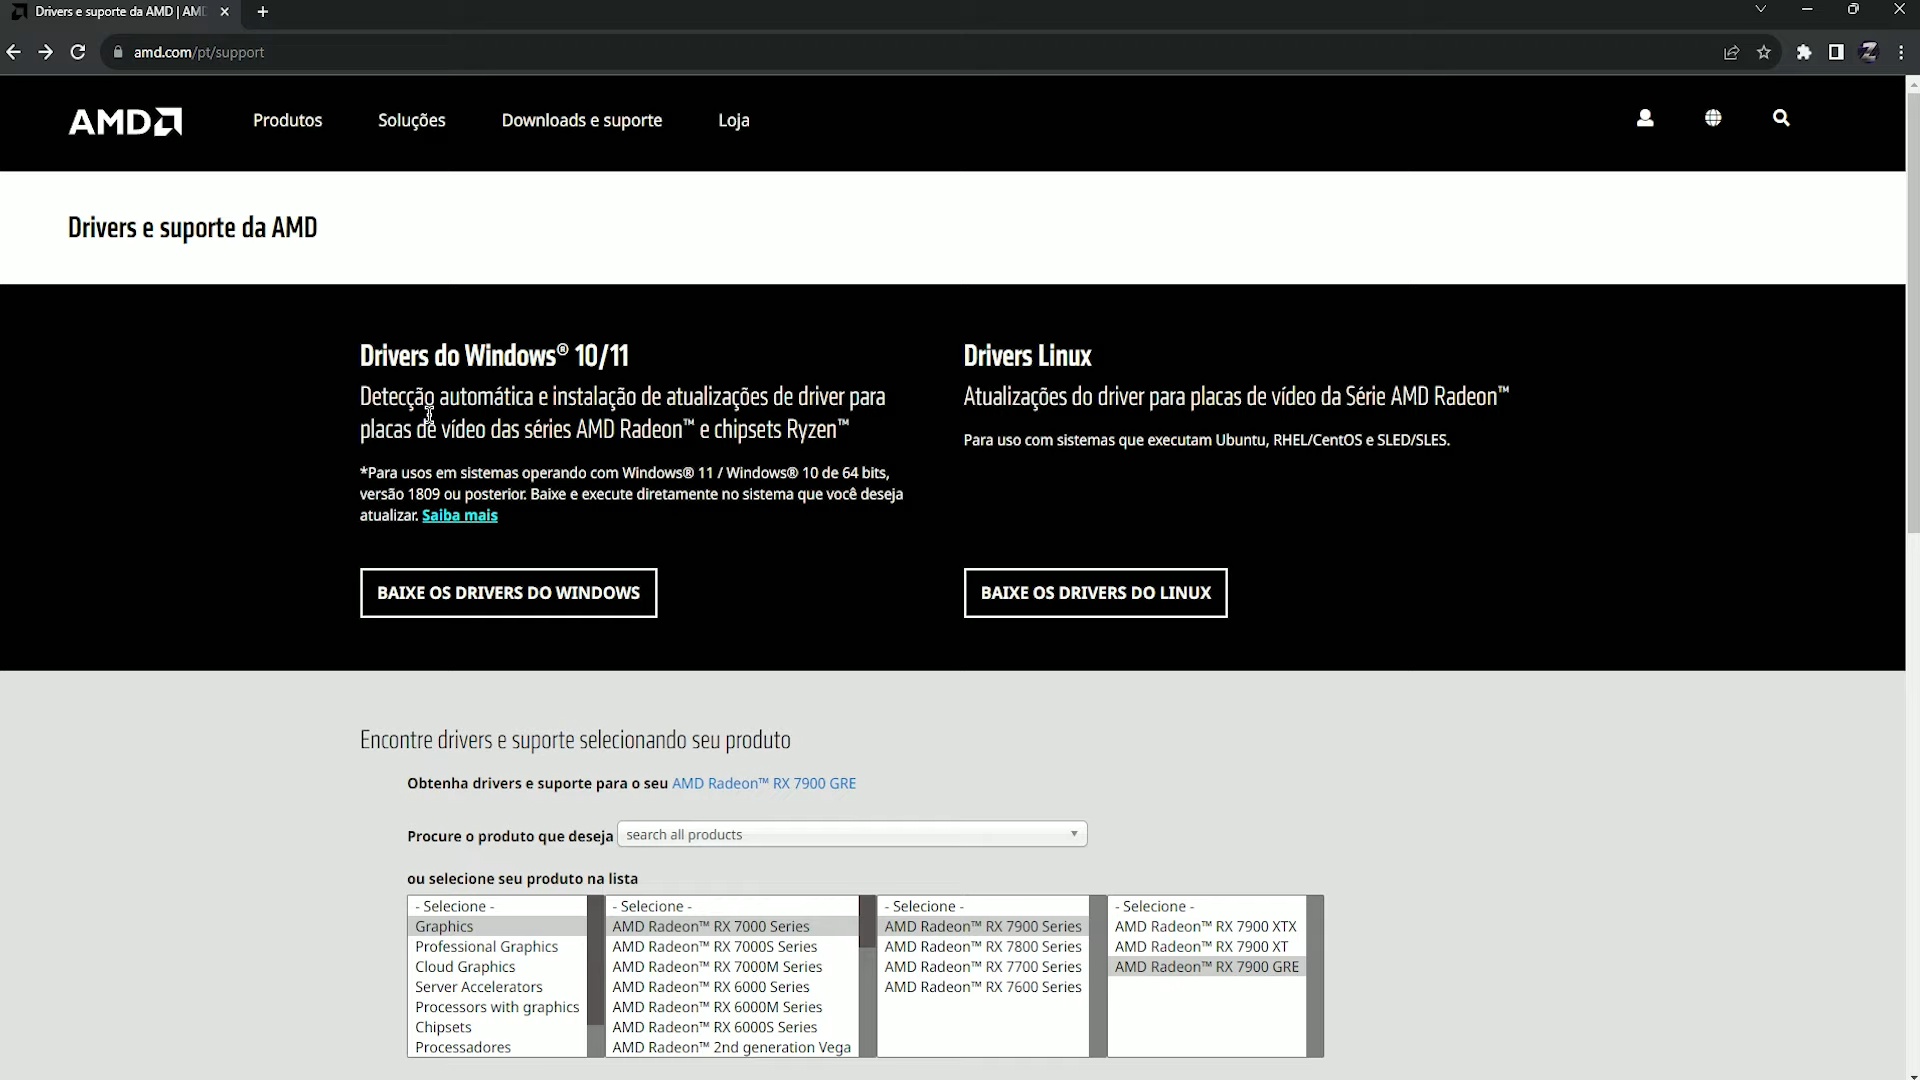 Drivers e suporte da AMD | AMD
amd.com/pt/support
AMD
Produtos
Soluções
Downloads e suporte
Loja
Drivers e suporte da AMD
Drivers do Windows® 10/11
Detecção automática e instalação de atualizações de driver para
placas de vídeo das séries AMD Radeon™ e chipsets Ryzen™
*Para usos em sistemas operando com Windows® 11 / Windows® 10 de 64 bits,
versão 1809 ou posterior. Baixe e execute diretamente no sistema que você deseja
atualizar. Saiba mais
BAIXE OS DRIVERS DO WINDOWS
Drivers Linux
Atualizações do driver para placas de vídeo da Série AMD Radeon™
Para uso com sistemas que executam Ubuntu, RHEL/CentOS e SLED/SLES.
BAIXE OS DRIVERS DO LINUX
Encontre drivers e suporte selecionando seu produto
Obtenha drivers e suporte para o seu AMD Radeon™ RX 7900 GRE
Procure o produto que deseja search all products
ou selecione seu produto na lista
- Selecione -
Graphics
Professional Graphics
Cloud Graphics
Server Accelerators
Processors with graphics
Chipsets
Processadores
- Selecione -
AMD Radeon™ RX 7000 Series
AMD Radeon™ RX 7000S Series
AMD Radeon™ RX 7000M Series
AMD Radeon™ RX 6000 Series
AMD Radeon™ RX 6000M Series
AMD Radeon™ RX 6000S Series
AMD Radeon™ 2nd generation Vega
- Selecione -
AMD Radeon™ RX 7900 Series
AMD Radeon™ RX 7800 Series
AMD Radeon™ RX 7700 Series
AMD Radeon™ RX 7600 Series
- Selecione -
AMD Radeon™ RX 7900 XTX
AMD Radeon™ RX 7900 XT
AMD Radeon™ RX 7900 GRE